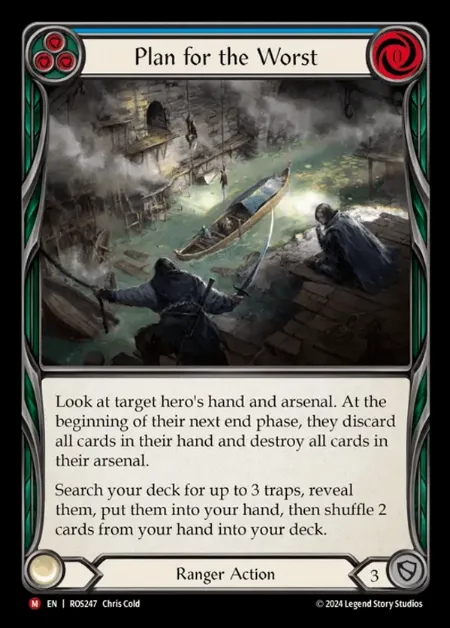 0
Plan for the Worst
Look at target hero's hand and arsenal. At the
beginning of their next end phase, they discard
all cards in their hand and destroy all cards in
their arsenal.
Search your deck for up to 3 traps, reveal
them, put them into your hand, then shuffle 2
cards from your hand into your deck.
Ranger Action
3
M EN | ROS247 Chris Cold
© 2024 Legend Story Studios